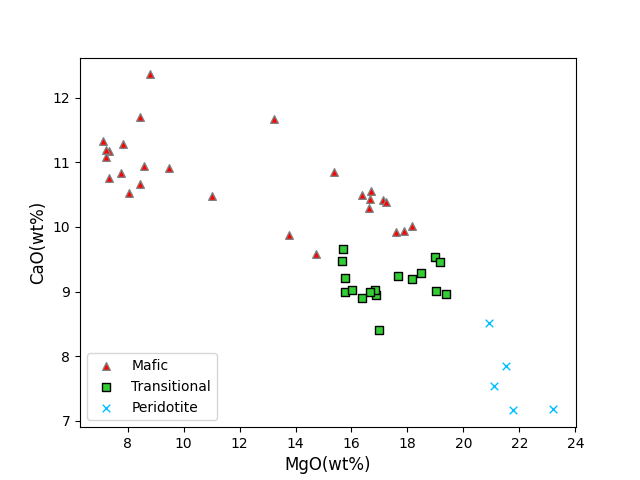 12
11
10
9
8
7
CaO(wt%)
Mafic
Transitional
Peridotite
8 10 12 14 16 18 20 22 24
MgO(wt%)